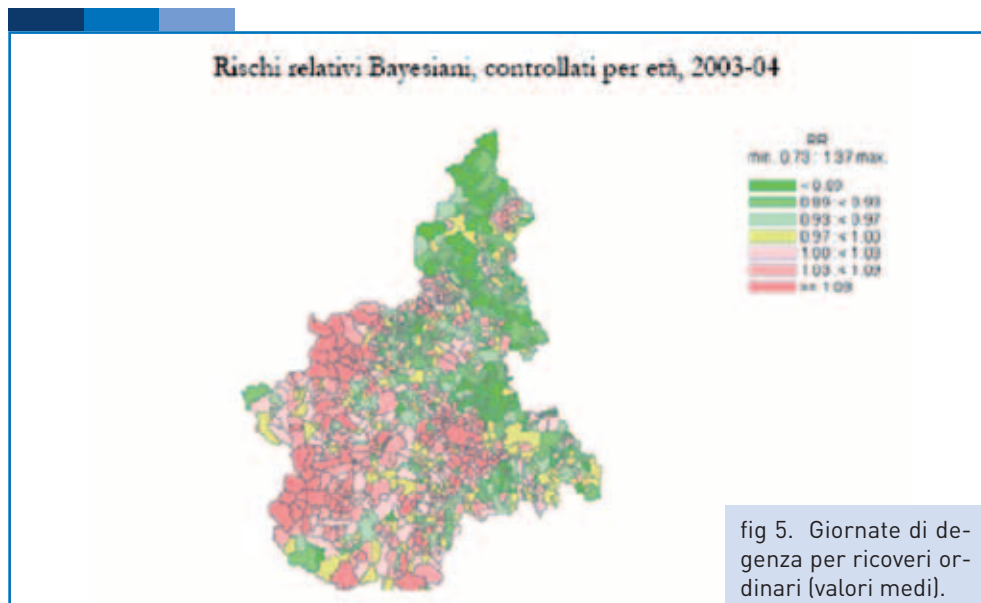 Rischi relativi Bayesiani, controllati per età, 2003-04
RR
min. 0.73 : 1.37 max.
< 0.89
0.89 < 0.93
0.93 < 0.97
0.97 < 1.00
1.00 < 1.03
1.03 < 1.09
>= 1.09
fig 5. Giornate di de-
genza per ricoveri or-
dinari (valori medi).